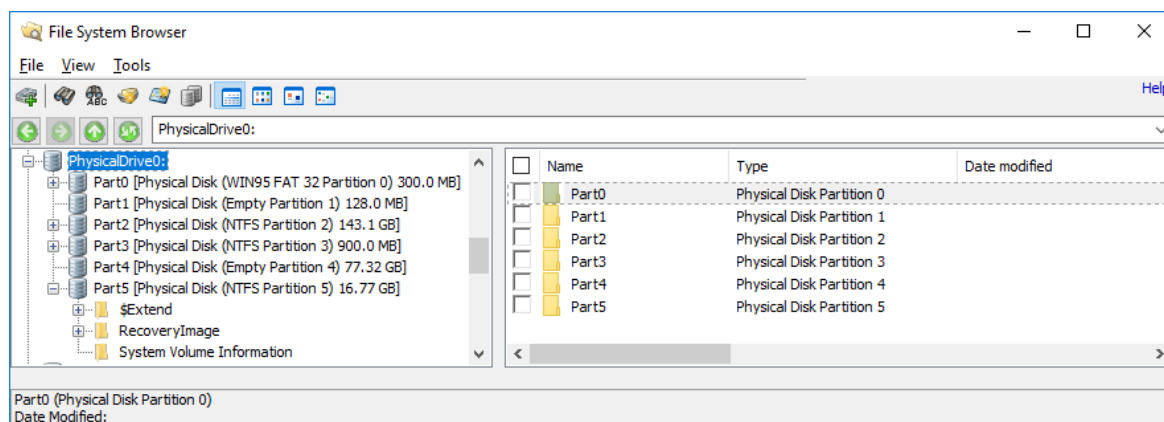 File System Browser
File View Tools
ABC
Help
PhysicalDrive0:
PhysicalDrive0:
Part0 [Physical Disk (WIN95 FAT 32 Partition 0) 300.0 MB]
Part1 [Physical Disk (Empty Partition 1) 128.0 MB]
Part2 [Physical Disk (NTFS Partition 2) 143.1 GB]
Part3 [Physical Disk (NTFS Partition 3) 900.0 MB]
Part4 [Physical Disk (Empty Partition 4) 77.32 GB]
Part5 [Physical Disk (NTFS Partition 5) 16.77 GB]
$Extend
RecoveryImage
System Volume Information
Name Type Date modified
Part0 Physical Disk Partition 0
Part1 Physical Disk Partition 1
Part2 Physical Disk Partition 2
Part3 Physical Disk Partition 3
Part4 Physical Disk Partition 4
Part5 Physical Disk Partition 5
Part0 (Physical Disk Partition 0)
Date Modified: